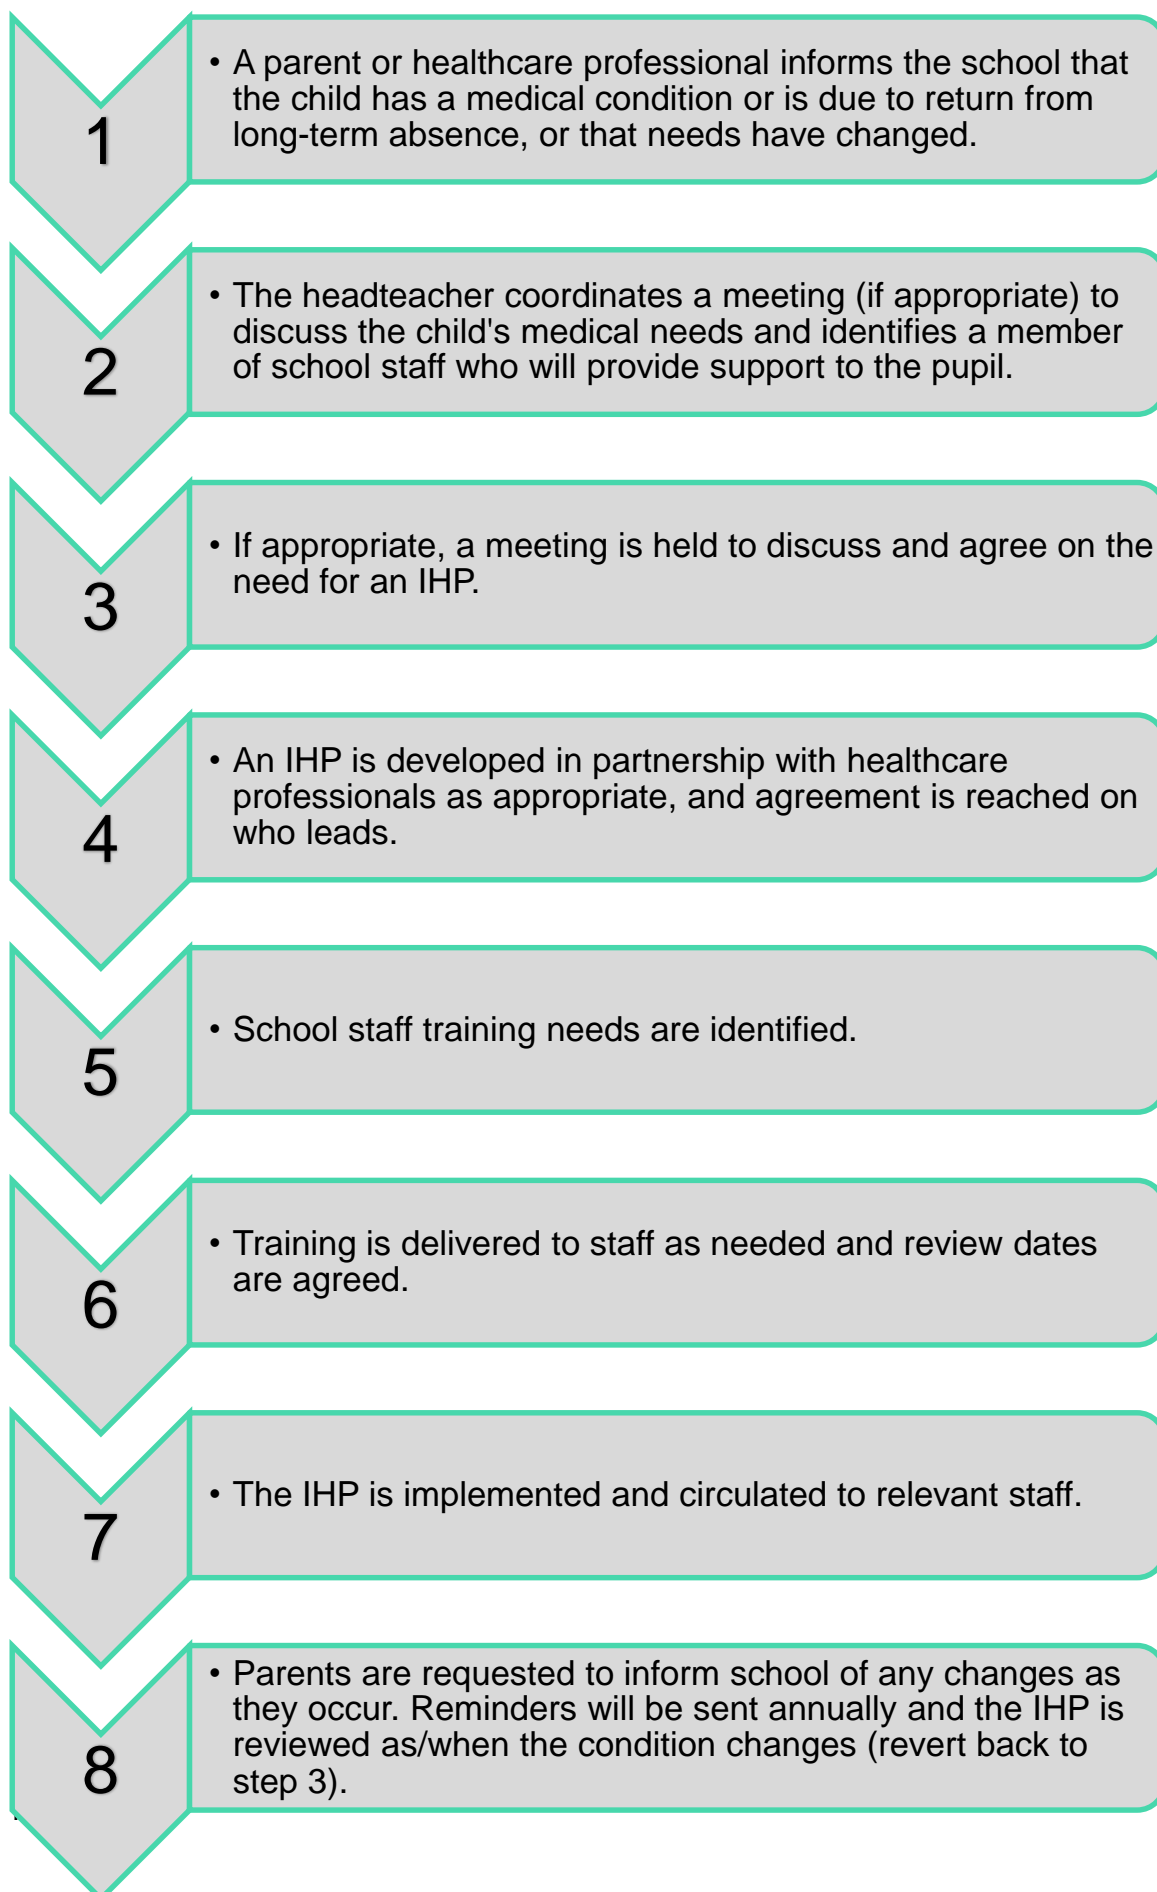 1
• A parent or healthcare professional informs the school that
the child has a medical condition or is due to return from
long-term absence, or that needs have changed.
2
• The headteacher coordinates a meeting (if appropriate) to
discuss the child's medical needs and identifies a member
of school staff who will provide support to the pupil.
3
• If appropriate, a meeting is held to discuss and agree on the
need for an IHP.
4
• An IHP is developed in partnership with healthcare
professionals as appropriate, and agreement is reached on
who leads.
5
• School staff training needs are identified.
6
• Training is delivered to staff as needed and review dates
are agreed.
7
• The IHP is implemented and circulated to relevant staff.
8
• Parents are requested to inform school of any changes as
they occur. Reminders will be sent annually and the IHP is
reviewed as/when the condition changes (revert back to
step 3).